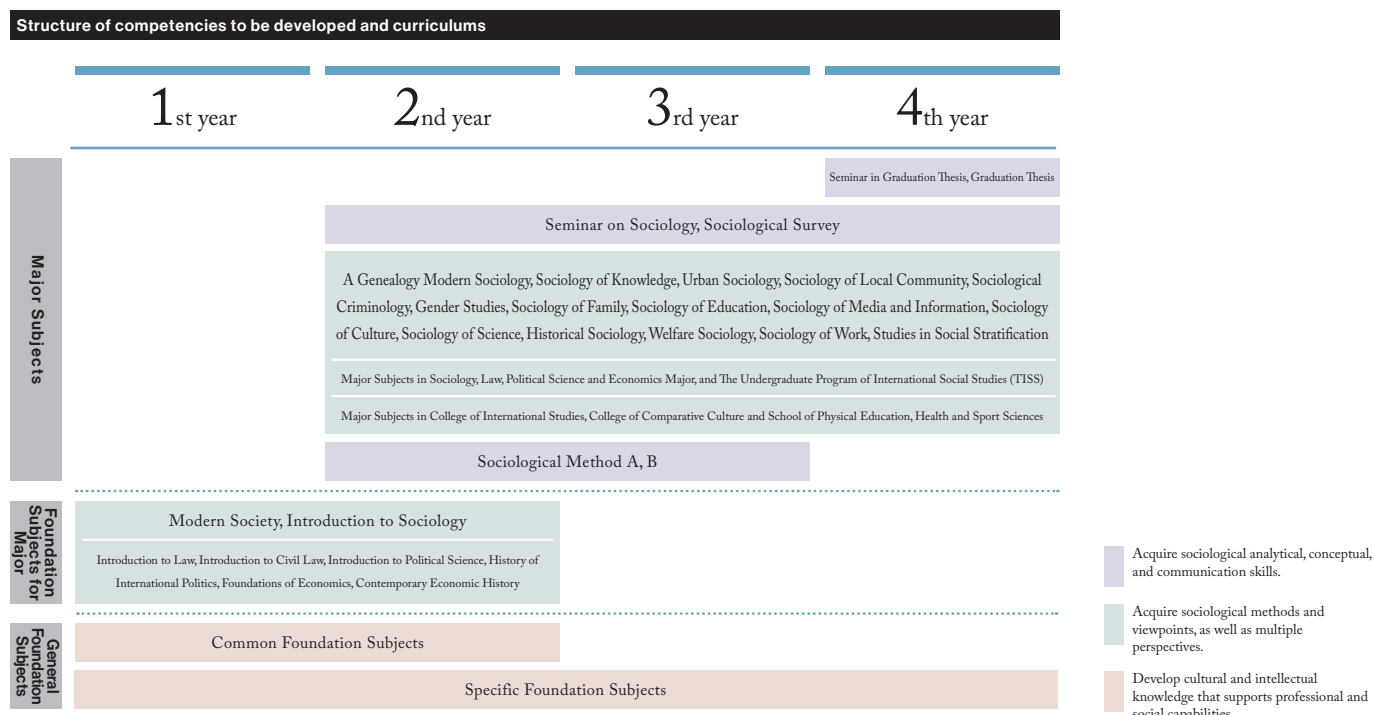 Structure of competencies to be developed and curriculums
1st year
2nd year
3rd year
4th year
Major Subjects
Seminar in Graduation Thesis, Graduation Thesis
Seminar on Sociology, Sociological Survey
A Genealogy Modern Sociology, Sociology of Knowledge, Urban Sociology, Sociology of Local Community, Sociological
Criminology, Gender Studies, Sociology of Family, Sociology of Education, Sociology of Media and Information, Sociology
of Culture, Sociology of Science, Historical Sociology, Welfare Sociology, Sociology of Work, Studies in Social Stratification
Major Subjects in Sociology, Law, Political Science and Economics Major, and The Undergraduate Program of International Social Studies (TISS)
Major Subjects in College of International Studies, College of Comparative Culture and School of Physical Education, Health and Sport Sciences
Sociological Method A, B
Foundation
Subjects for
Major
Modern Society, Introduction to Sociology
Introduction to Law, Introduction to Civil Law, Introduction to Political Science, History of
International Politics, Foundations of Economics, Contemporary Economic History
General
Foundation
Subjects
Common Foundation Subjects
Specific Foundation Subjects
Acquire sociological analytical, conceptual,
and communication skills.
Acquire sociological methods and
viewpoints, as well as multiple
perspectives.
Develop cultural and intellectual
knowledge that supports professional and
social capabilities